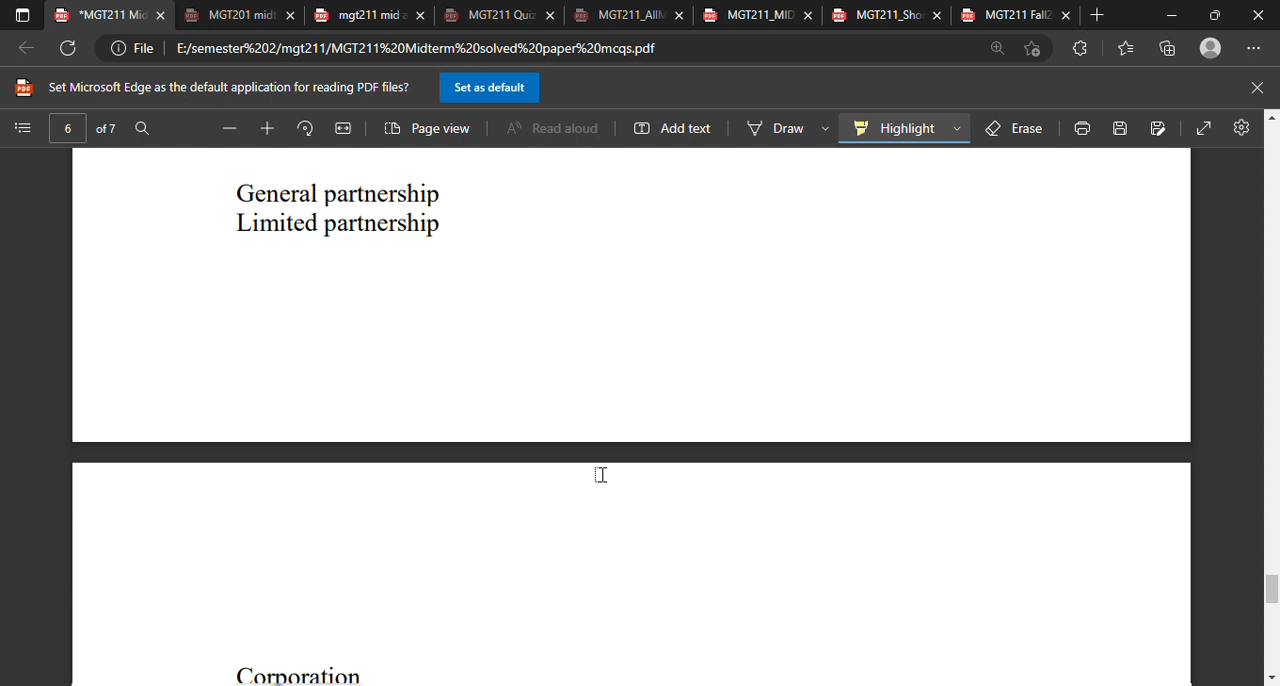 *MGT211 Mi
MGT201 mid
mgt211 mid a
MGT211 Quiz
MGT211_AllM
MGT211_MID
MGT211_Sho
MGT211 Fall2
File
E:/semester%202/mgt211/MGT211%20Midterm%20solved%20paper%20mcqs.pdf
PDF Set Microsoft Edge as the default application for reading PDF files?
Set as default
6 of 7
Page view
Read aloud
Add text
Draw
Highlight
Erase
General partnership
Limited partnership
Corporation